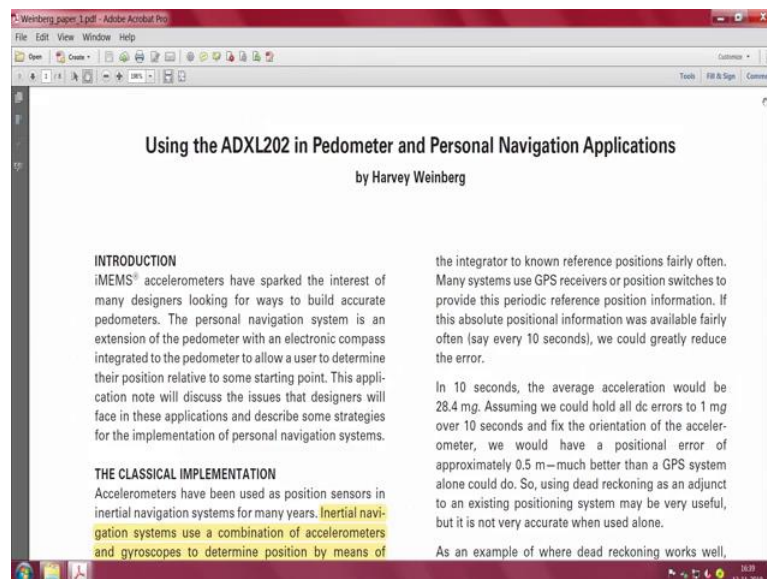 Weinberg_paper_1.pdf - Adobe Acrobat Pro
File Edit View Window Help
Open Create Customize
1 / 8 Tools Fill & Sign Comme
Using the ADXL202 in Pedometer and Personal Navigation Applications
by Harvey Weinberg
INTRODUCTION
iMEMS® accelerometers have sparked the interest of
many designers looking for ways to build accurate
pedometers. The personal navigation system is an
extension of the pedometer with an electronic compass
integrated to the pedometer to allow a user to determine
their position relative to some starting point. This appli-
cation note will discuss the issues that designers will
face in these applications and describe some strategies
for the implementation of personal navigation systems.
THE CLASSICAL IMPLEMENTATION
Accelerometers have been used as position sensors in
inertial navigation systems for many years. Inertial navi-
gation systems use a combination of accelerometers
and gyroscopes to determine position by means of
the integrator to known reference positions fairly often.
Many systems use GPS receivers or position switches to
provide this periodic reference position information. If
this absolute positional information was available fairly
often (say every 10 seconds), we could greatly reduce
the error.
In 10 seconds, the average acceleration would be
28.4 mg. Assuming we could hold all dc errors to 1 mg
over 10 seconds and fix the orientation of the acceler-
ometer, we would have a positional error of
approximately 0.5 m—much better than a GPS system
alone could do. So, using dead reckoning as an adjunct
to an existing positioning system may be very useful,
but it is not very accurate when used alone.
As an example of where dead reckoning works well,
16:39